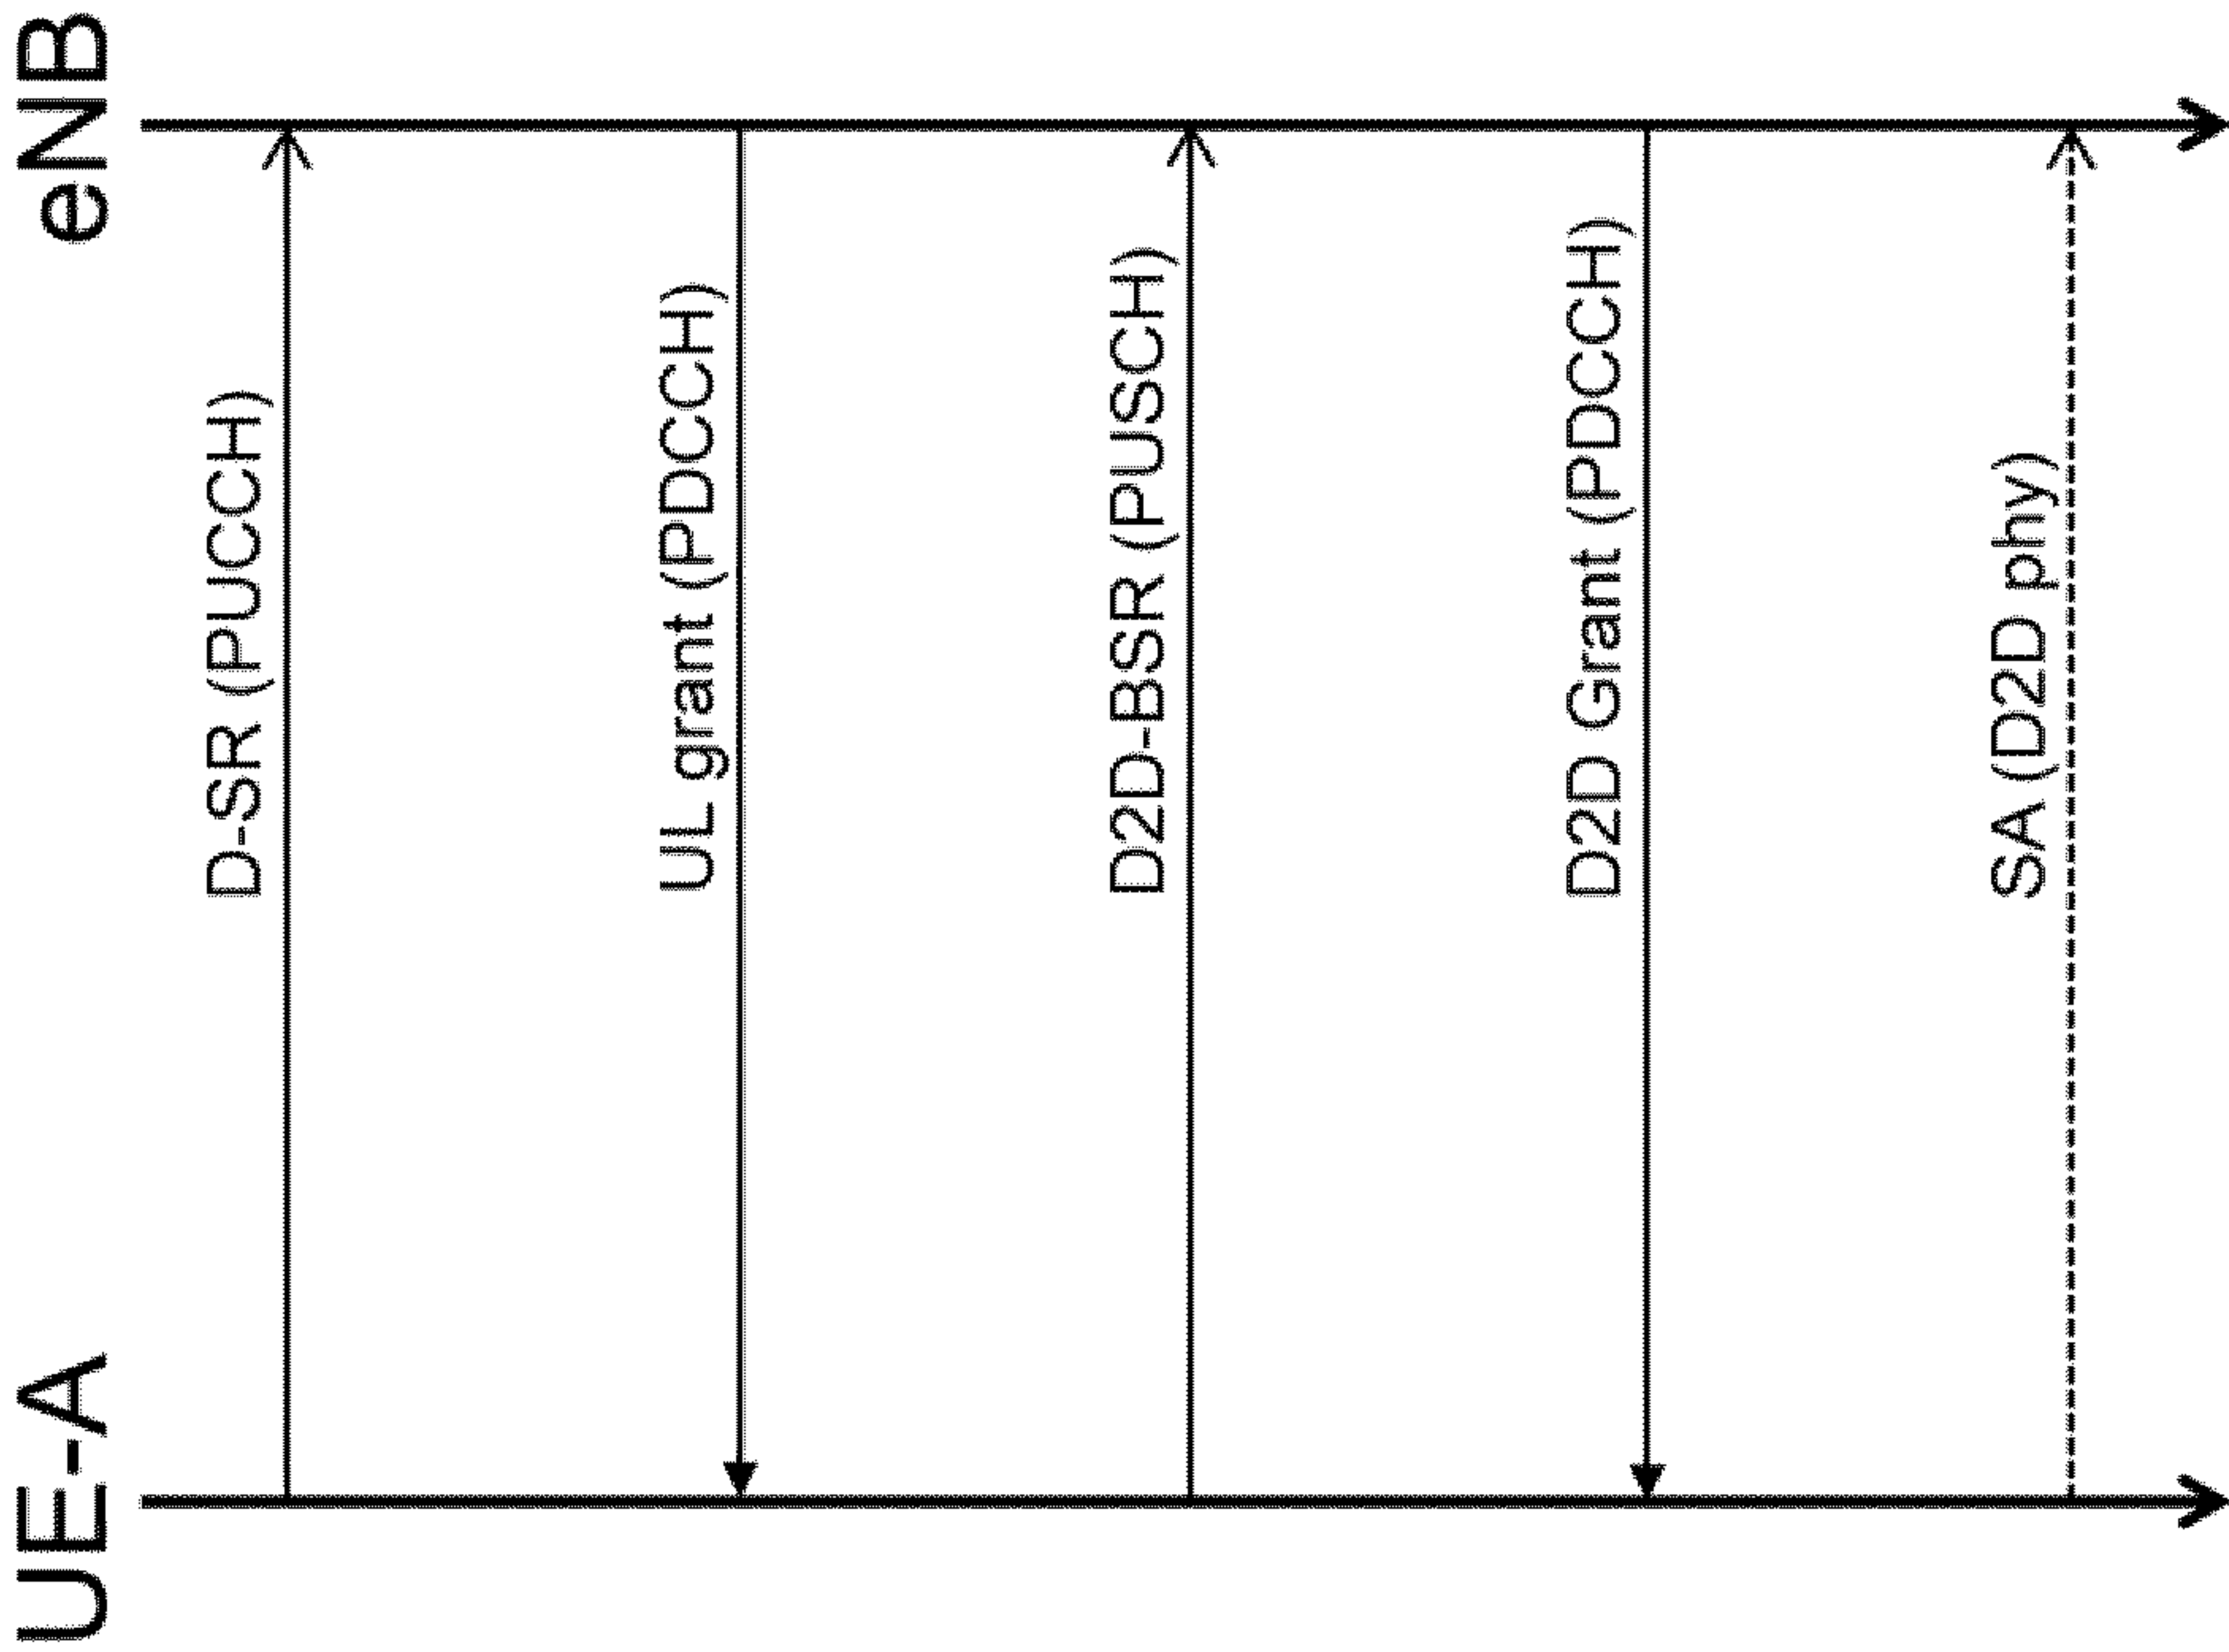 UE-A
eNB
D-SR (PUCCH)
UL grant (PDCCH)
D2D-BSR (PUSCH)
D2D Grant (PDCCH)
SA (D2D phy)